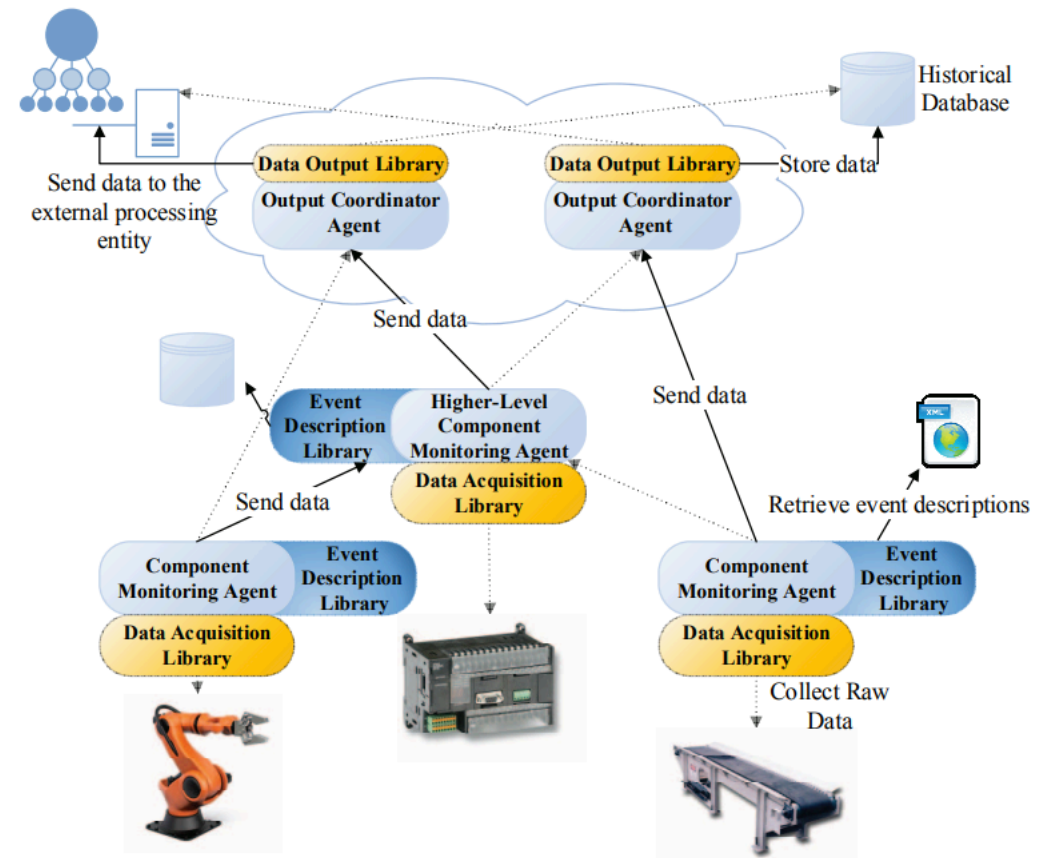 Historical
Database
Data Output Library
Data Output Library
Store data
Send data to the
external processing
entity
Output Coordinator
Agent
Output Coordinator
Agent
Send data
Send data
Event
Description
Library
Higher-Level
Component
Monitoring Agent
XML
Data Acquisition
Library
Send data
Retrieve event descriptions
Component
Monitoring Agent
Event
Description
Library
Component
Monitoring Agent
Event
Description
Library
Data Acquisition
Library
Data Acquisition
Library
Collect Raw
Data